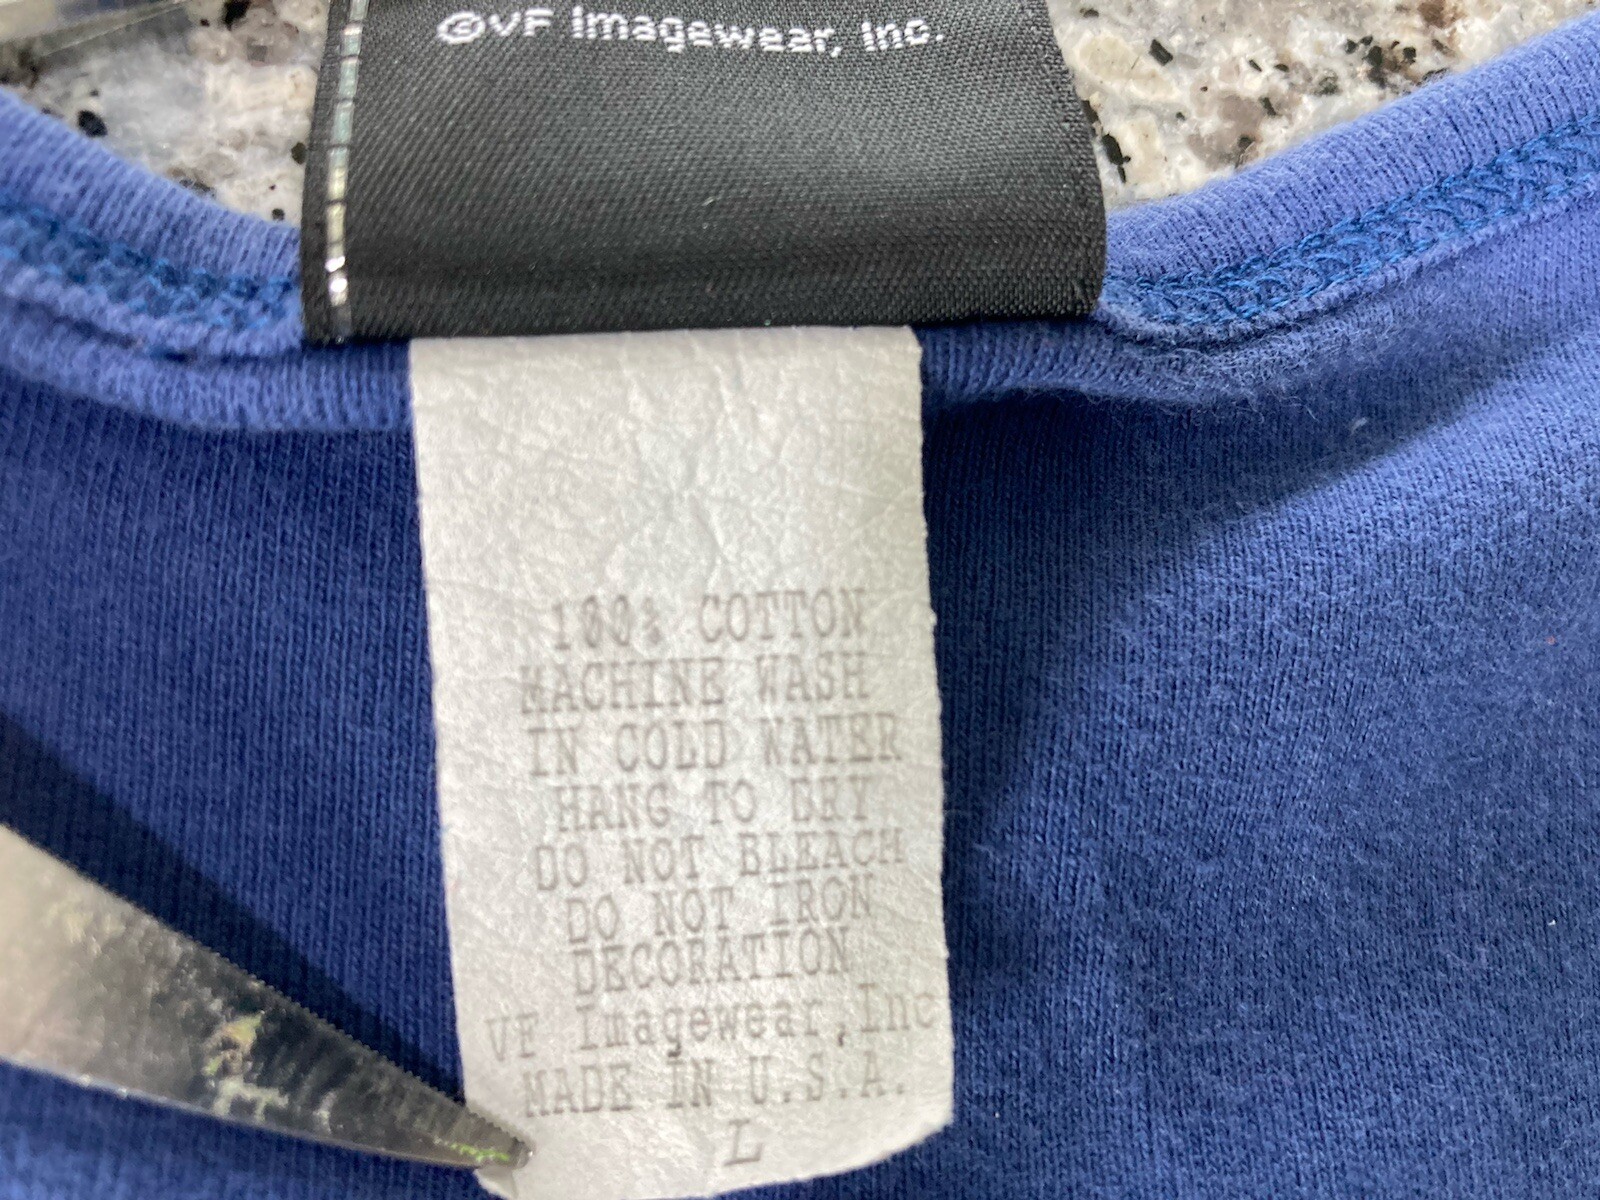 ©VF Imagewear, Inc.
100% COTTON
MACHINE WASH
IN COLD WATER
HANG TO DRY
DO NOT BLEACH
DO NOT IRON
DECORATION
VF Imagewear,Inc
MADE IN U.S.A.
L